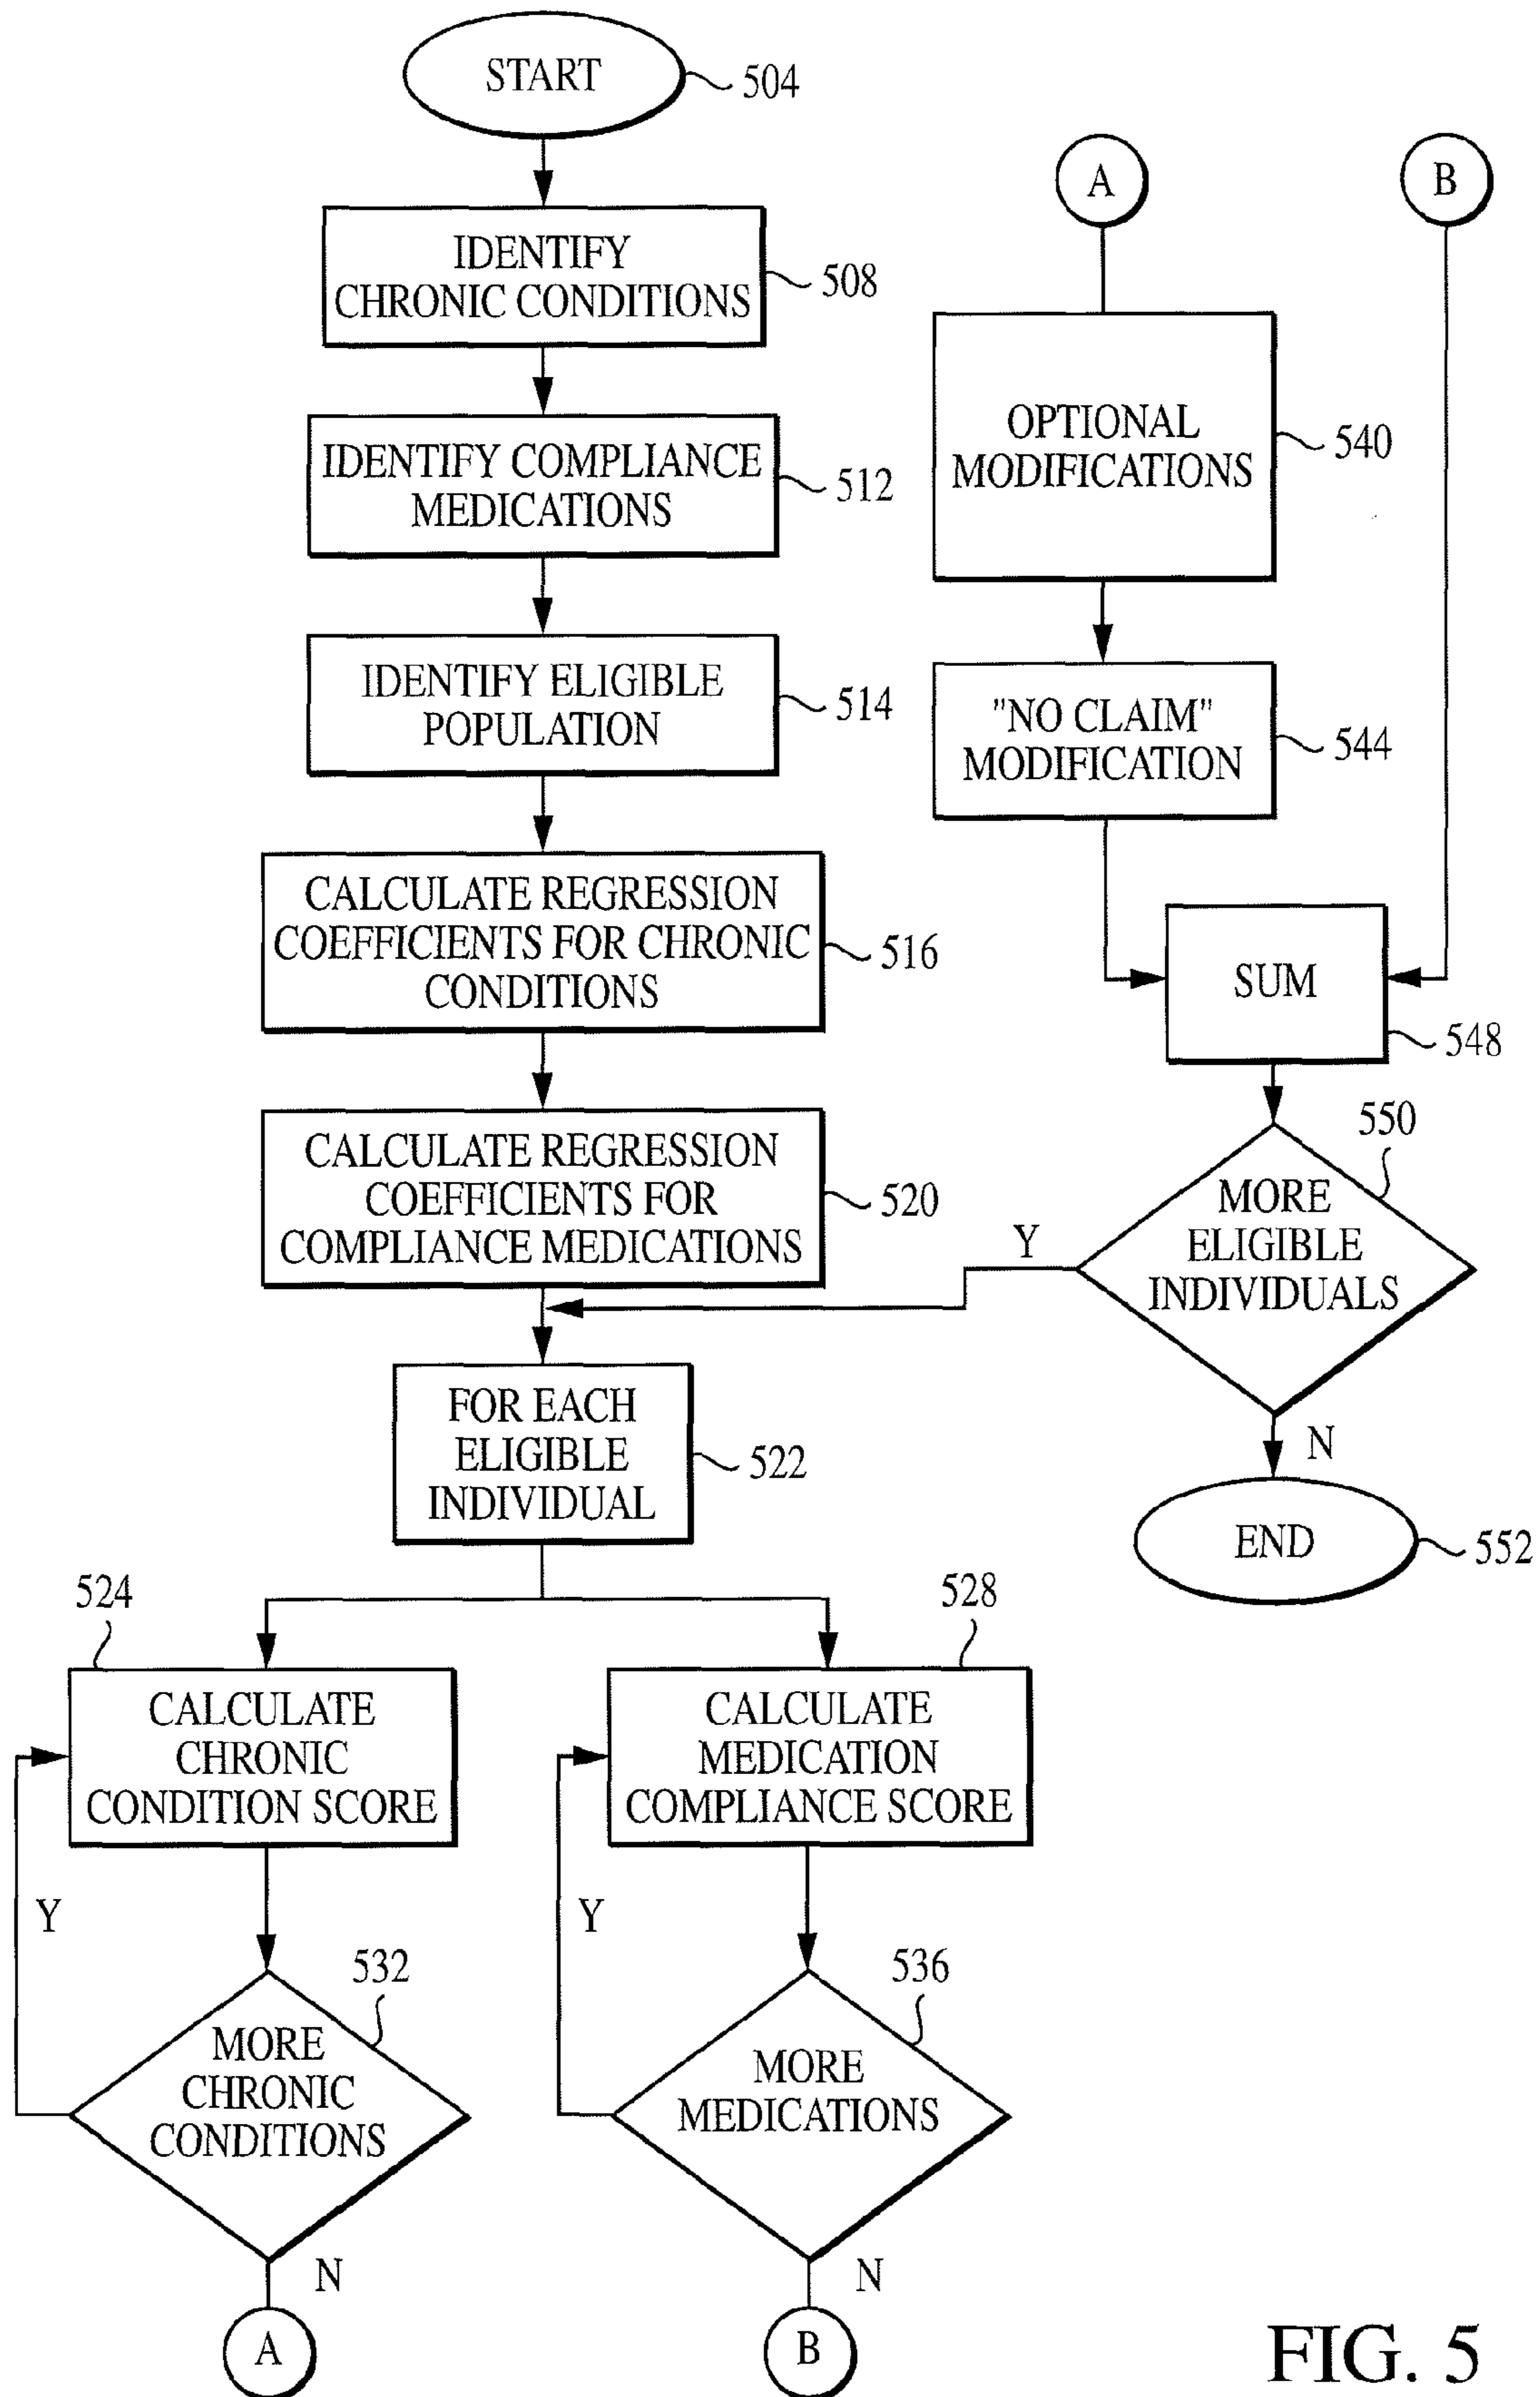 START
504
IDENTIFY
CHRONIC CONDITIONS
508
IDENTIFY COMPLIANCE
MEDICATIONS
512
IDENTIFY ELIGIBLE
POPULATION
514
CALCULATE REGRESSION
COEFFICIENTS FOR CHRONIC
CONDITIONS
516
CALCULATE REGRESSION
COEFFICIENTS FOR
COMPLIANCE MEDICATIONS
520
FOR EACH
ELIGIBLE
INDIVIDUAL
522
524
CALCULATE
CHRONIC
CONDITION SCORE
Y
532
MORE
CHRONIC
CONDITIONS
N
A
528
CALCULATE
MEDICATION
COMPLIANCE SCORE
Y
536
MORE
MEDICATIONS
N
B
A
OPTIONAL
MODIFICATIONS
540
"NO CLAIM"
MODIFICATION
544
B
SUM
548
550
MORE
ELIGIBLE
INDIVIDUALS
Y
N
END
552
FIG. 5